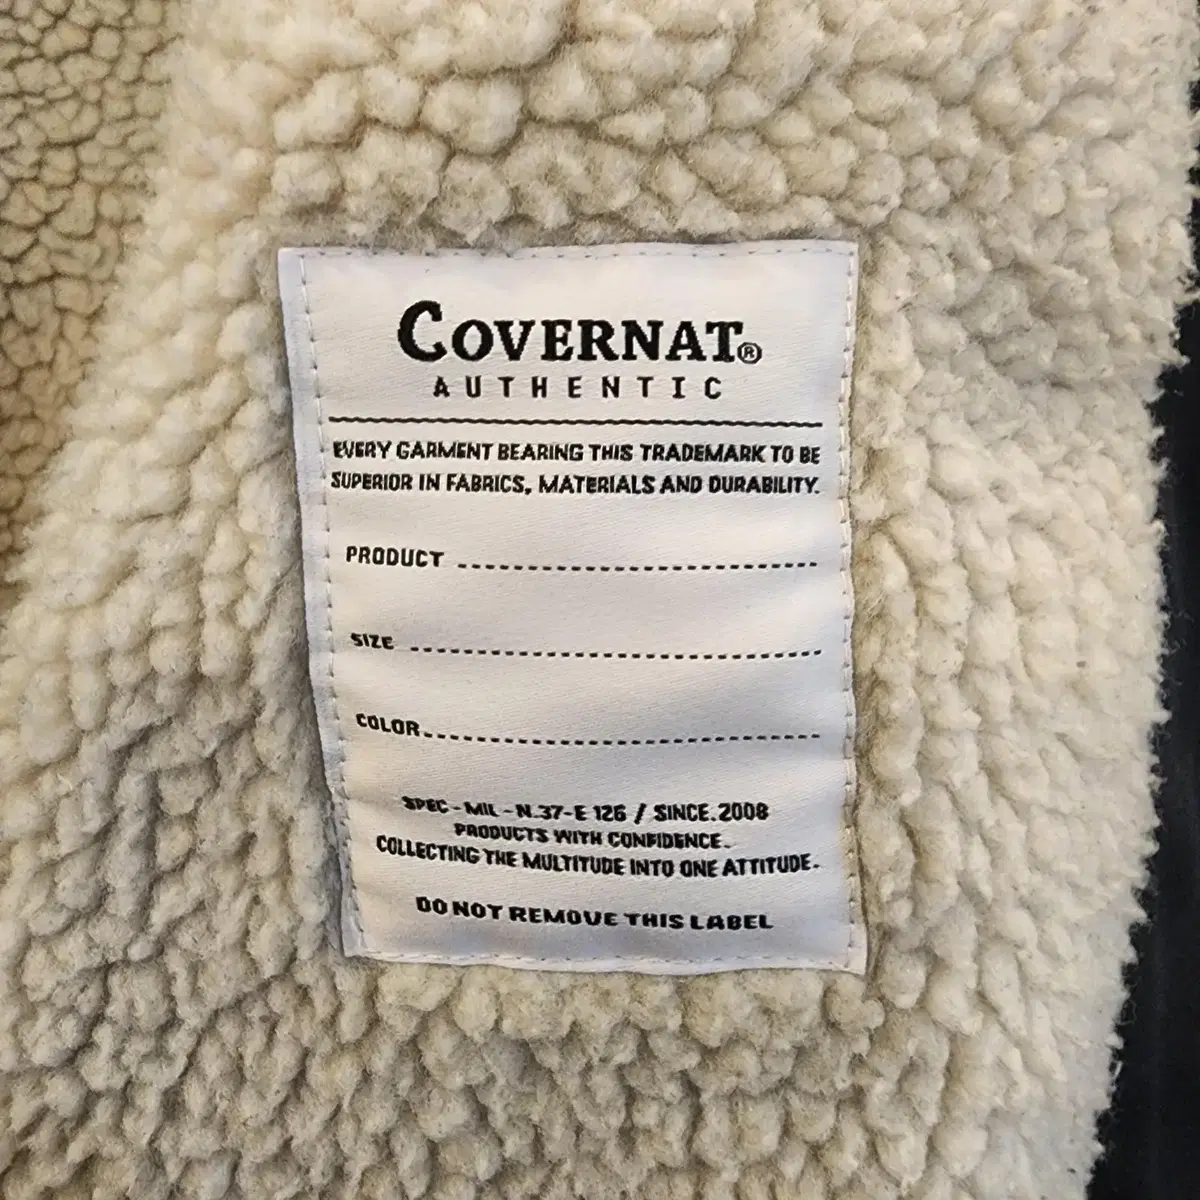 COVERNAT®
AUTHENTIC
EVERY GARMENT BEARING THIS TRADEMARK TO BE
SUPERIOR IN FABRICS, MATERIALS AND DURABILITY.
PRODUCT
SIZE
COLOR
SPEC - MIL - N.37-E 126 / SINCE.2008
PRODUCTS WITH CONFIDENCE.
COLLECTING THE MULTITUDE INTO ONE ATTITUDE.
DO NOT REMOVE THIS LABEL